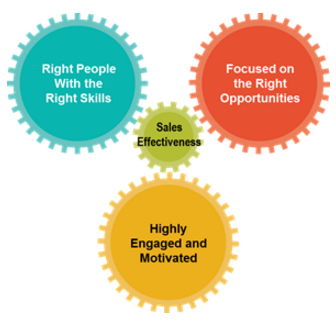 Right People
With the
Right Skills
Focused on
the Right
Opportunities
Sales
Effectiveness
Highly
Engaged and
Motivated